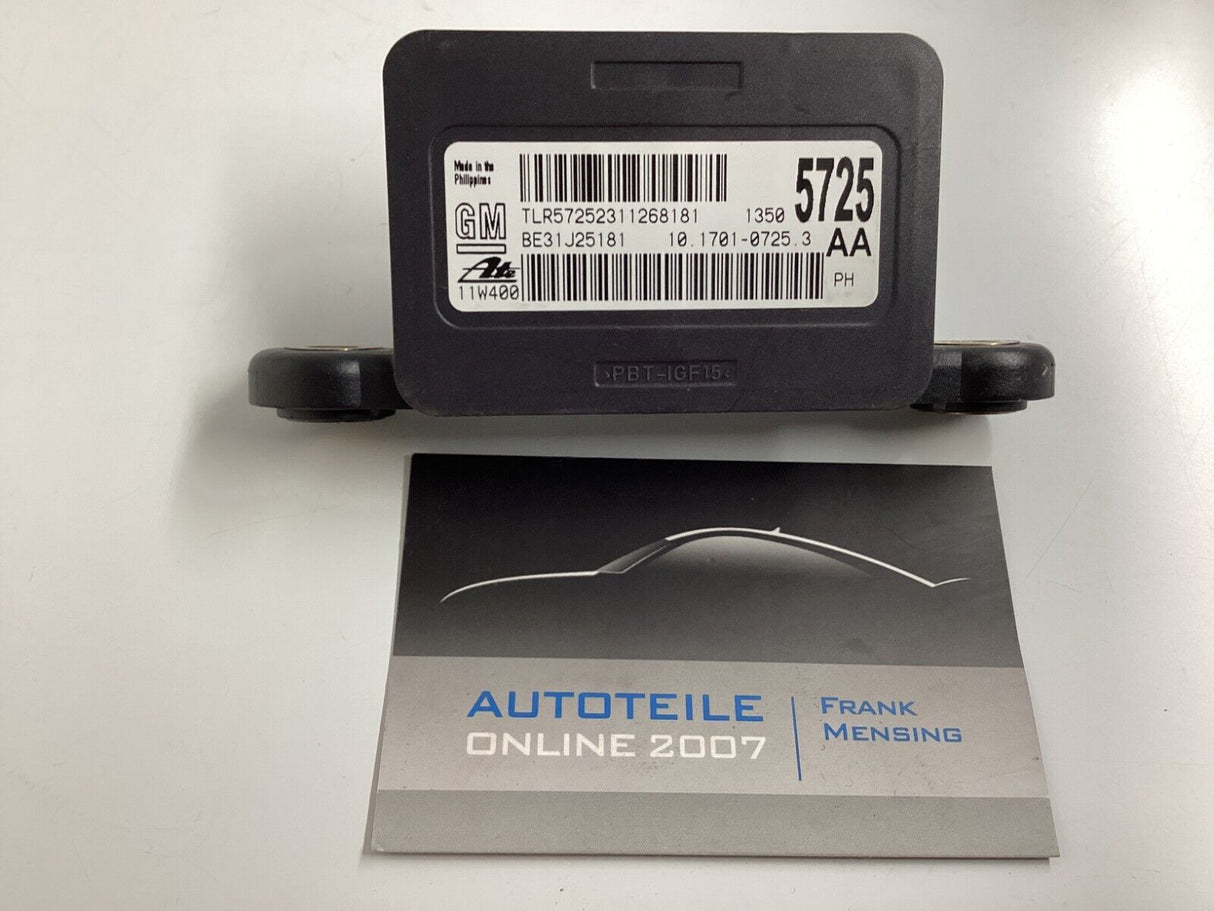 Made in the
Philippines
5725
GM
TLR57252311268181 1350
BE31J25181 10.1701-0725.3 AA
Ate
11W400 PH
>PBT-IGF15<
AUTOTEILE
ONLINE 2007
FRANK
MENSING